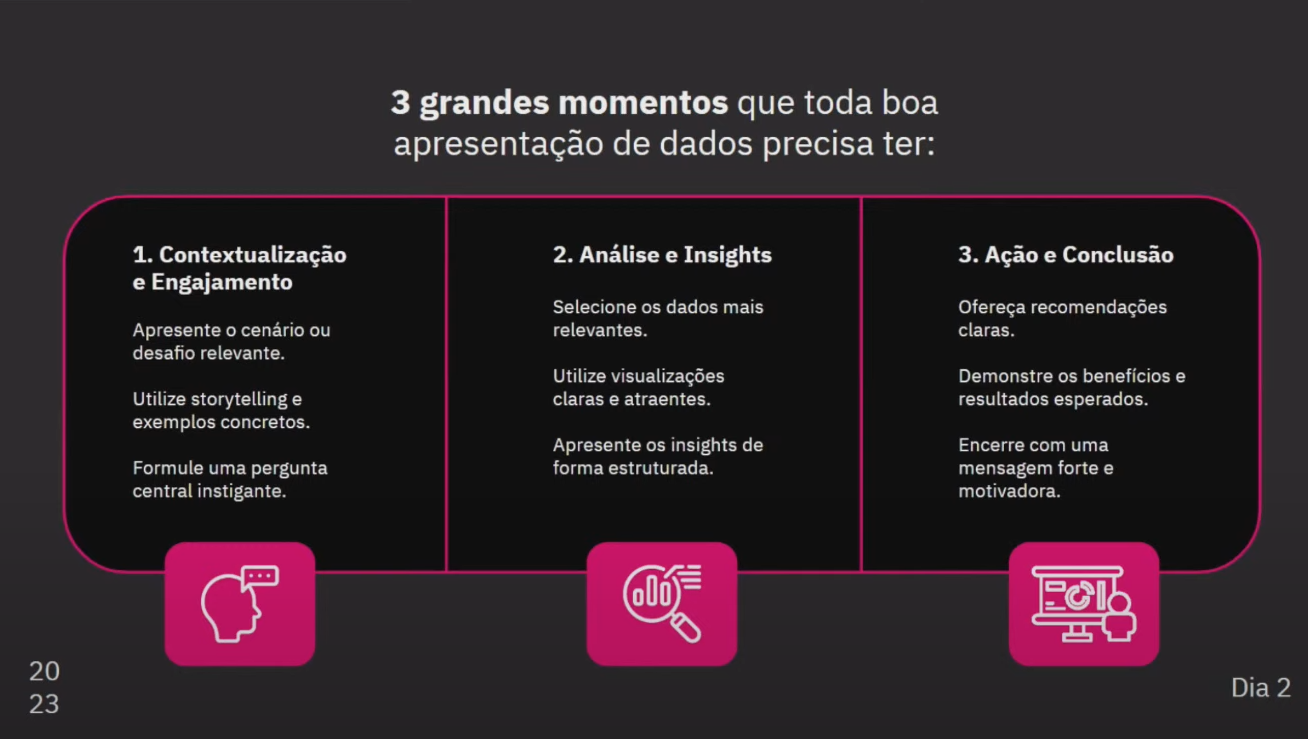 3 grandes momentos que toda boa
apresentação de dados precisa ter:
1. Contextualização
e Engajamento
Apresente o cenário ou
desafio relevante.
Utilize storytelling e
exemplos concretos.
Formule uma pergunta
central instigante.
2. Análise e Insights
Selecione os dados mais
relevantes.
Utilize visualizações
claras e atraentes.
Apresente os insights de
forma estruturada.
3. Ação e Conclusão
Ofereça recomendações
claras.
Demonstre os benefícios e
resultados esperados.
Encerre com uma
mensagem forte e
motivadora.
20
23
Dia 2